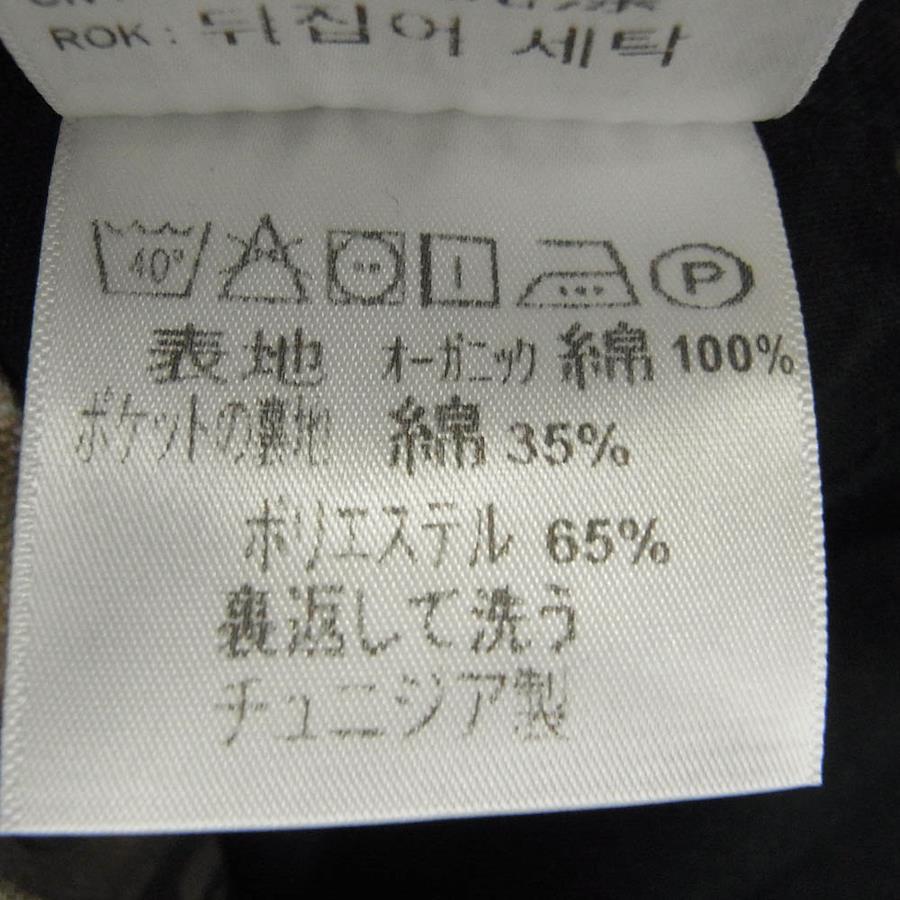 ROK : 뒤집어 세탁
40°
P
表地 オーガニック 綿 100%
ポケットの裏地 綿 35%
ポリエステル 65%
裏返して洗う
チュニジア製